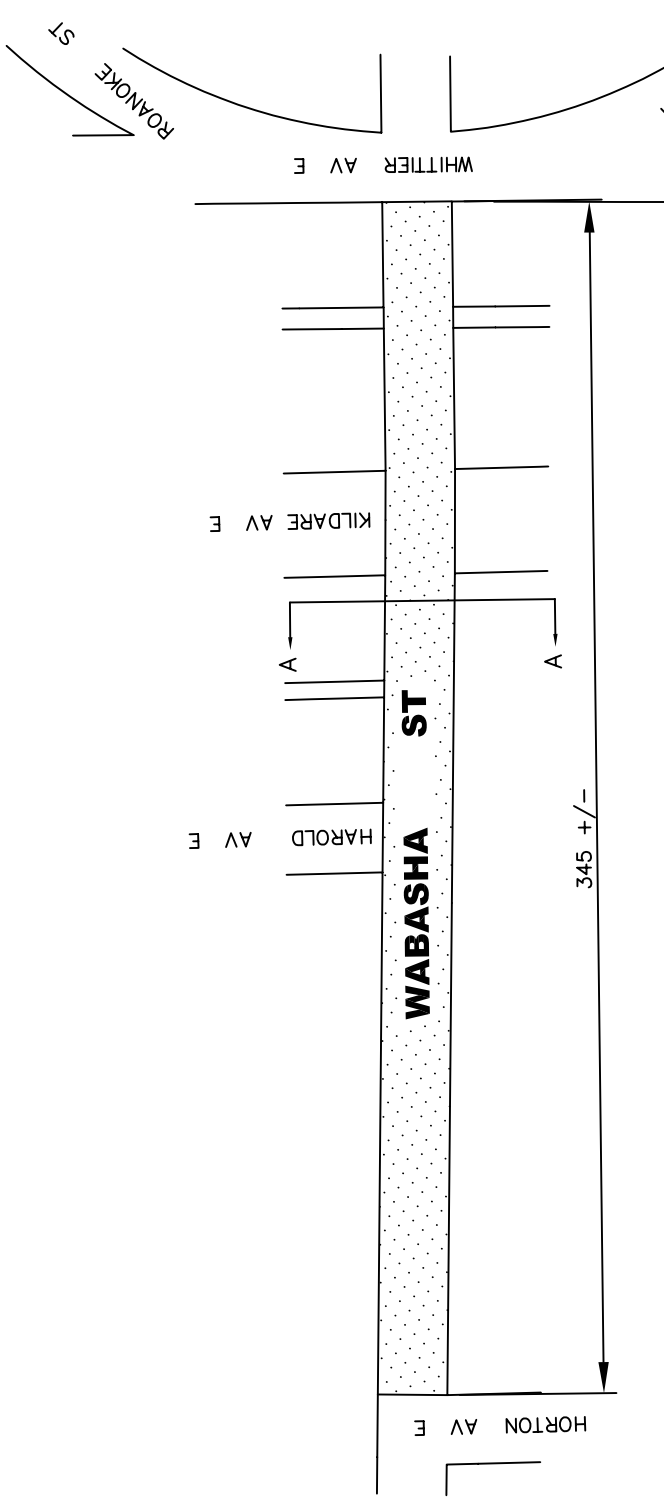 ROANOKE ST
WHITTIER AV E
KILDARE AV E
A
A
HAROLD AV E
WABASHA ST
345 +/-
HORTON AV E